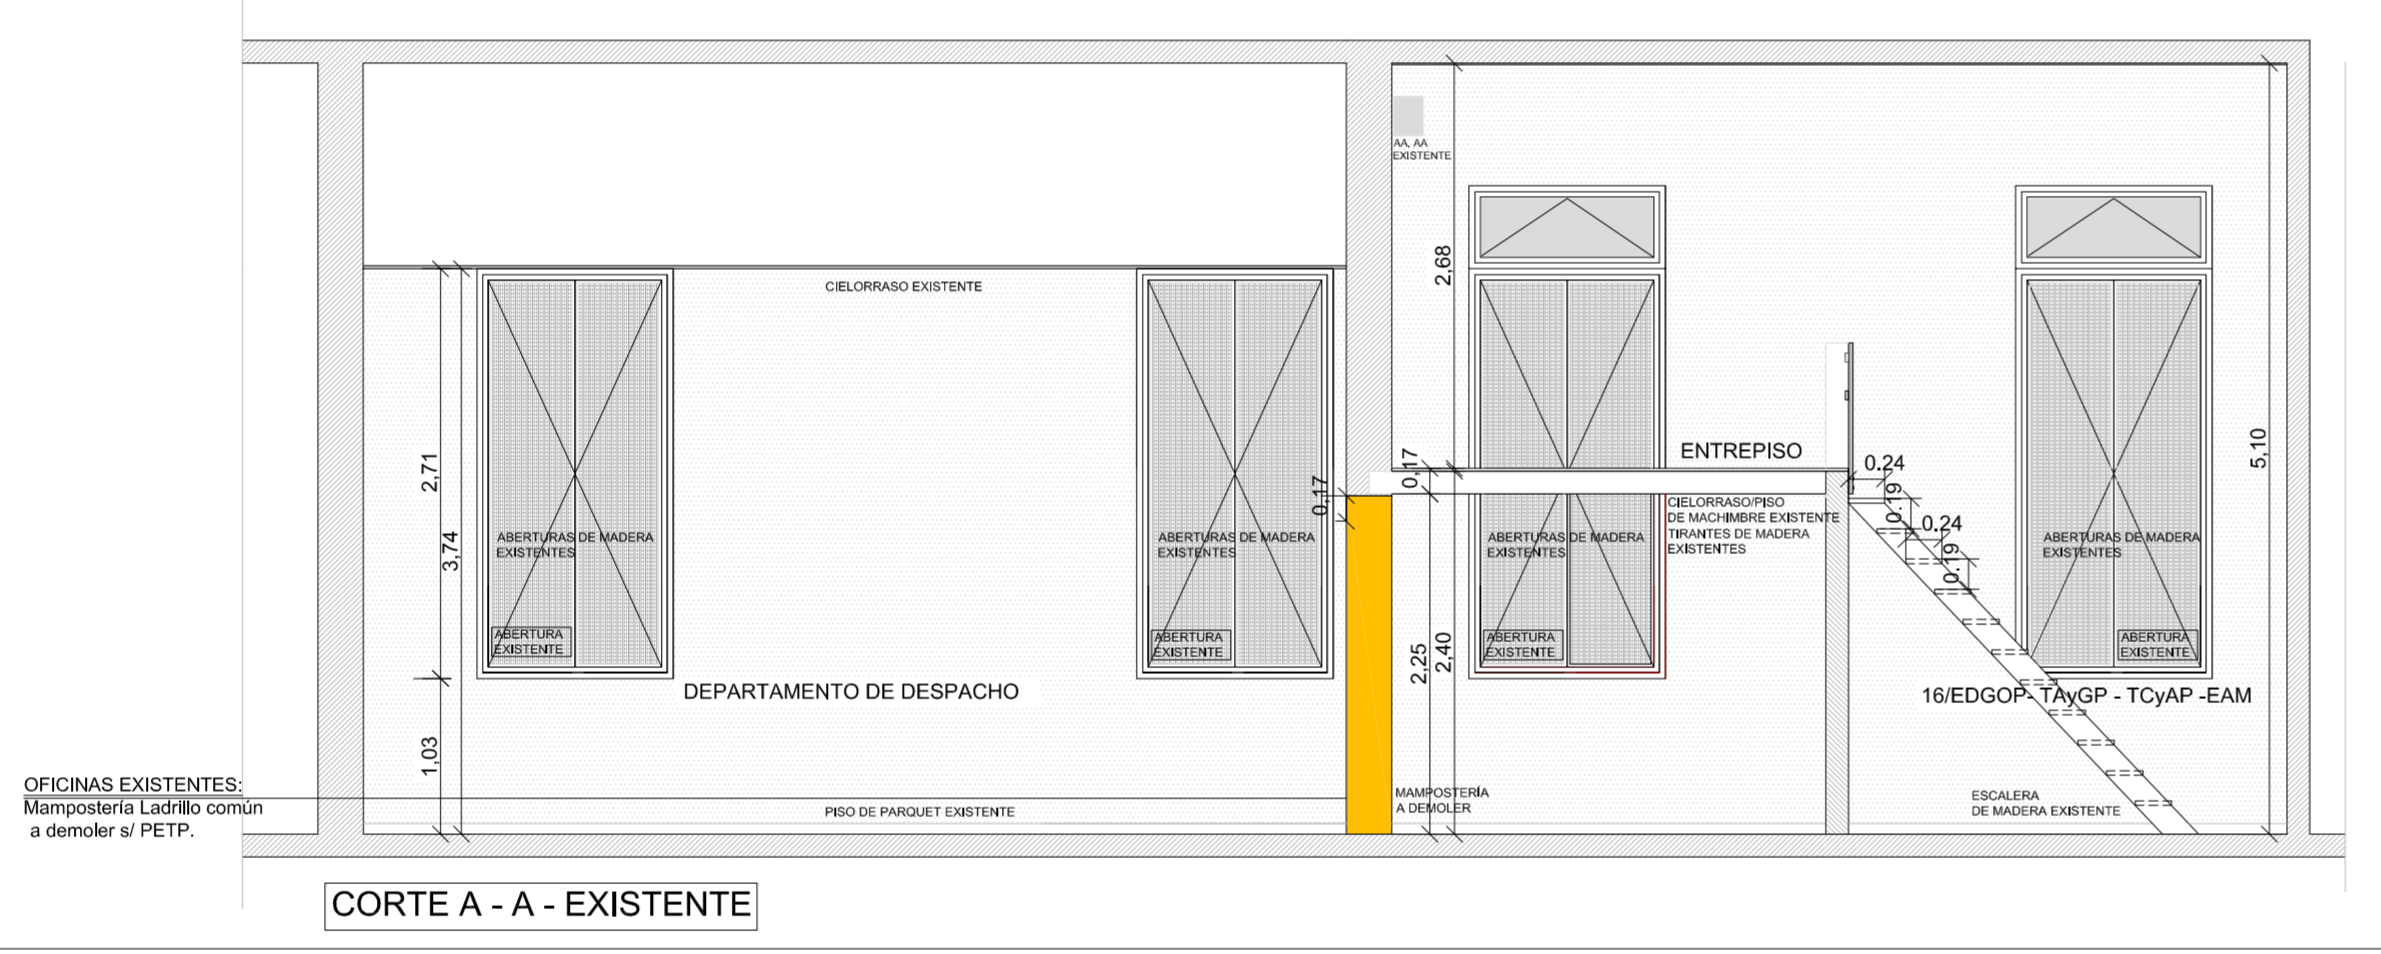 AA, AA
EXISTENTE
2,68
CIELORRASO EXISTENTE
2,71
3,74
ABERTURAS DE MADERA
EXISTENTES
ABERTURA
EXISTENTE
ABERTURAS DE MADERA
EXISTENTES
ABERTURA
EXISTENTE
0,17
0,17
ENTREPISO
ABERTURAS DE MADERA
EXISTENTES
ABERTURA
EXISTENTE
CIELORRASO/PISO
DE MACHIMBRE EXISTENTE
TIRANTES DE MADERA
EXISTENTES
0.24
0.19
0.24
0.19
5,10
ABERTURAS DE MADERA
EXISTENTES
ABERTURA
EXISTENTE
2,25
2,40
DEPARTAMENTO DE DESPACHO
16/EDGOP- TAyGP - TCyAP -EAM
1,03
OFICINAS EXISTENTES:
Mampostería Ladrillo común
a demoler s/ PETP.
PISO DE PARQUET EXISTENTE
MAMPOSTERÍA
A DEMOLER
ESCALERA
DE MADERA EXISTENTE
CORTE A - A - EXISTENTE